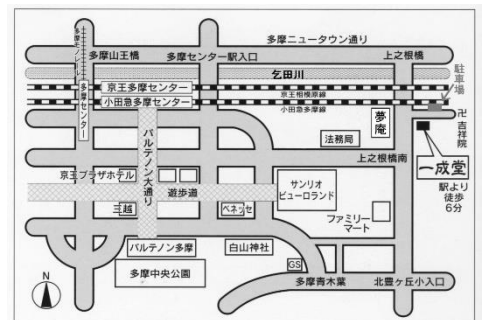 多摩ニュータウン通り
多摩モノレール
多摩山王橋
多摩センター駅入口
上之根橋
乞田川
駐車場
京王多摩センター
京王相模原線
小田急多摩センター
小田急多摩線
多摩センター
卍吉祥院
夢庵
法務局
パルテノン大通り
上之根橋南
一成堂
駅より
徒歩
6分
京王プラザホテル
遊歩道
サンリオ
ピューロランド
三越
ベネッセ
ファミリー
マート
パルテノン多摩
白山神社
N
多摩中央公園
GS
多摩青木葉
北豊ヶ丘小入口